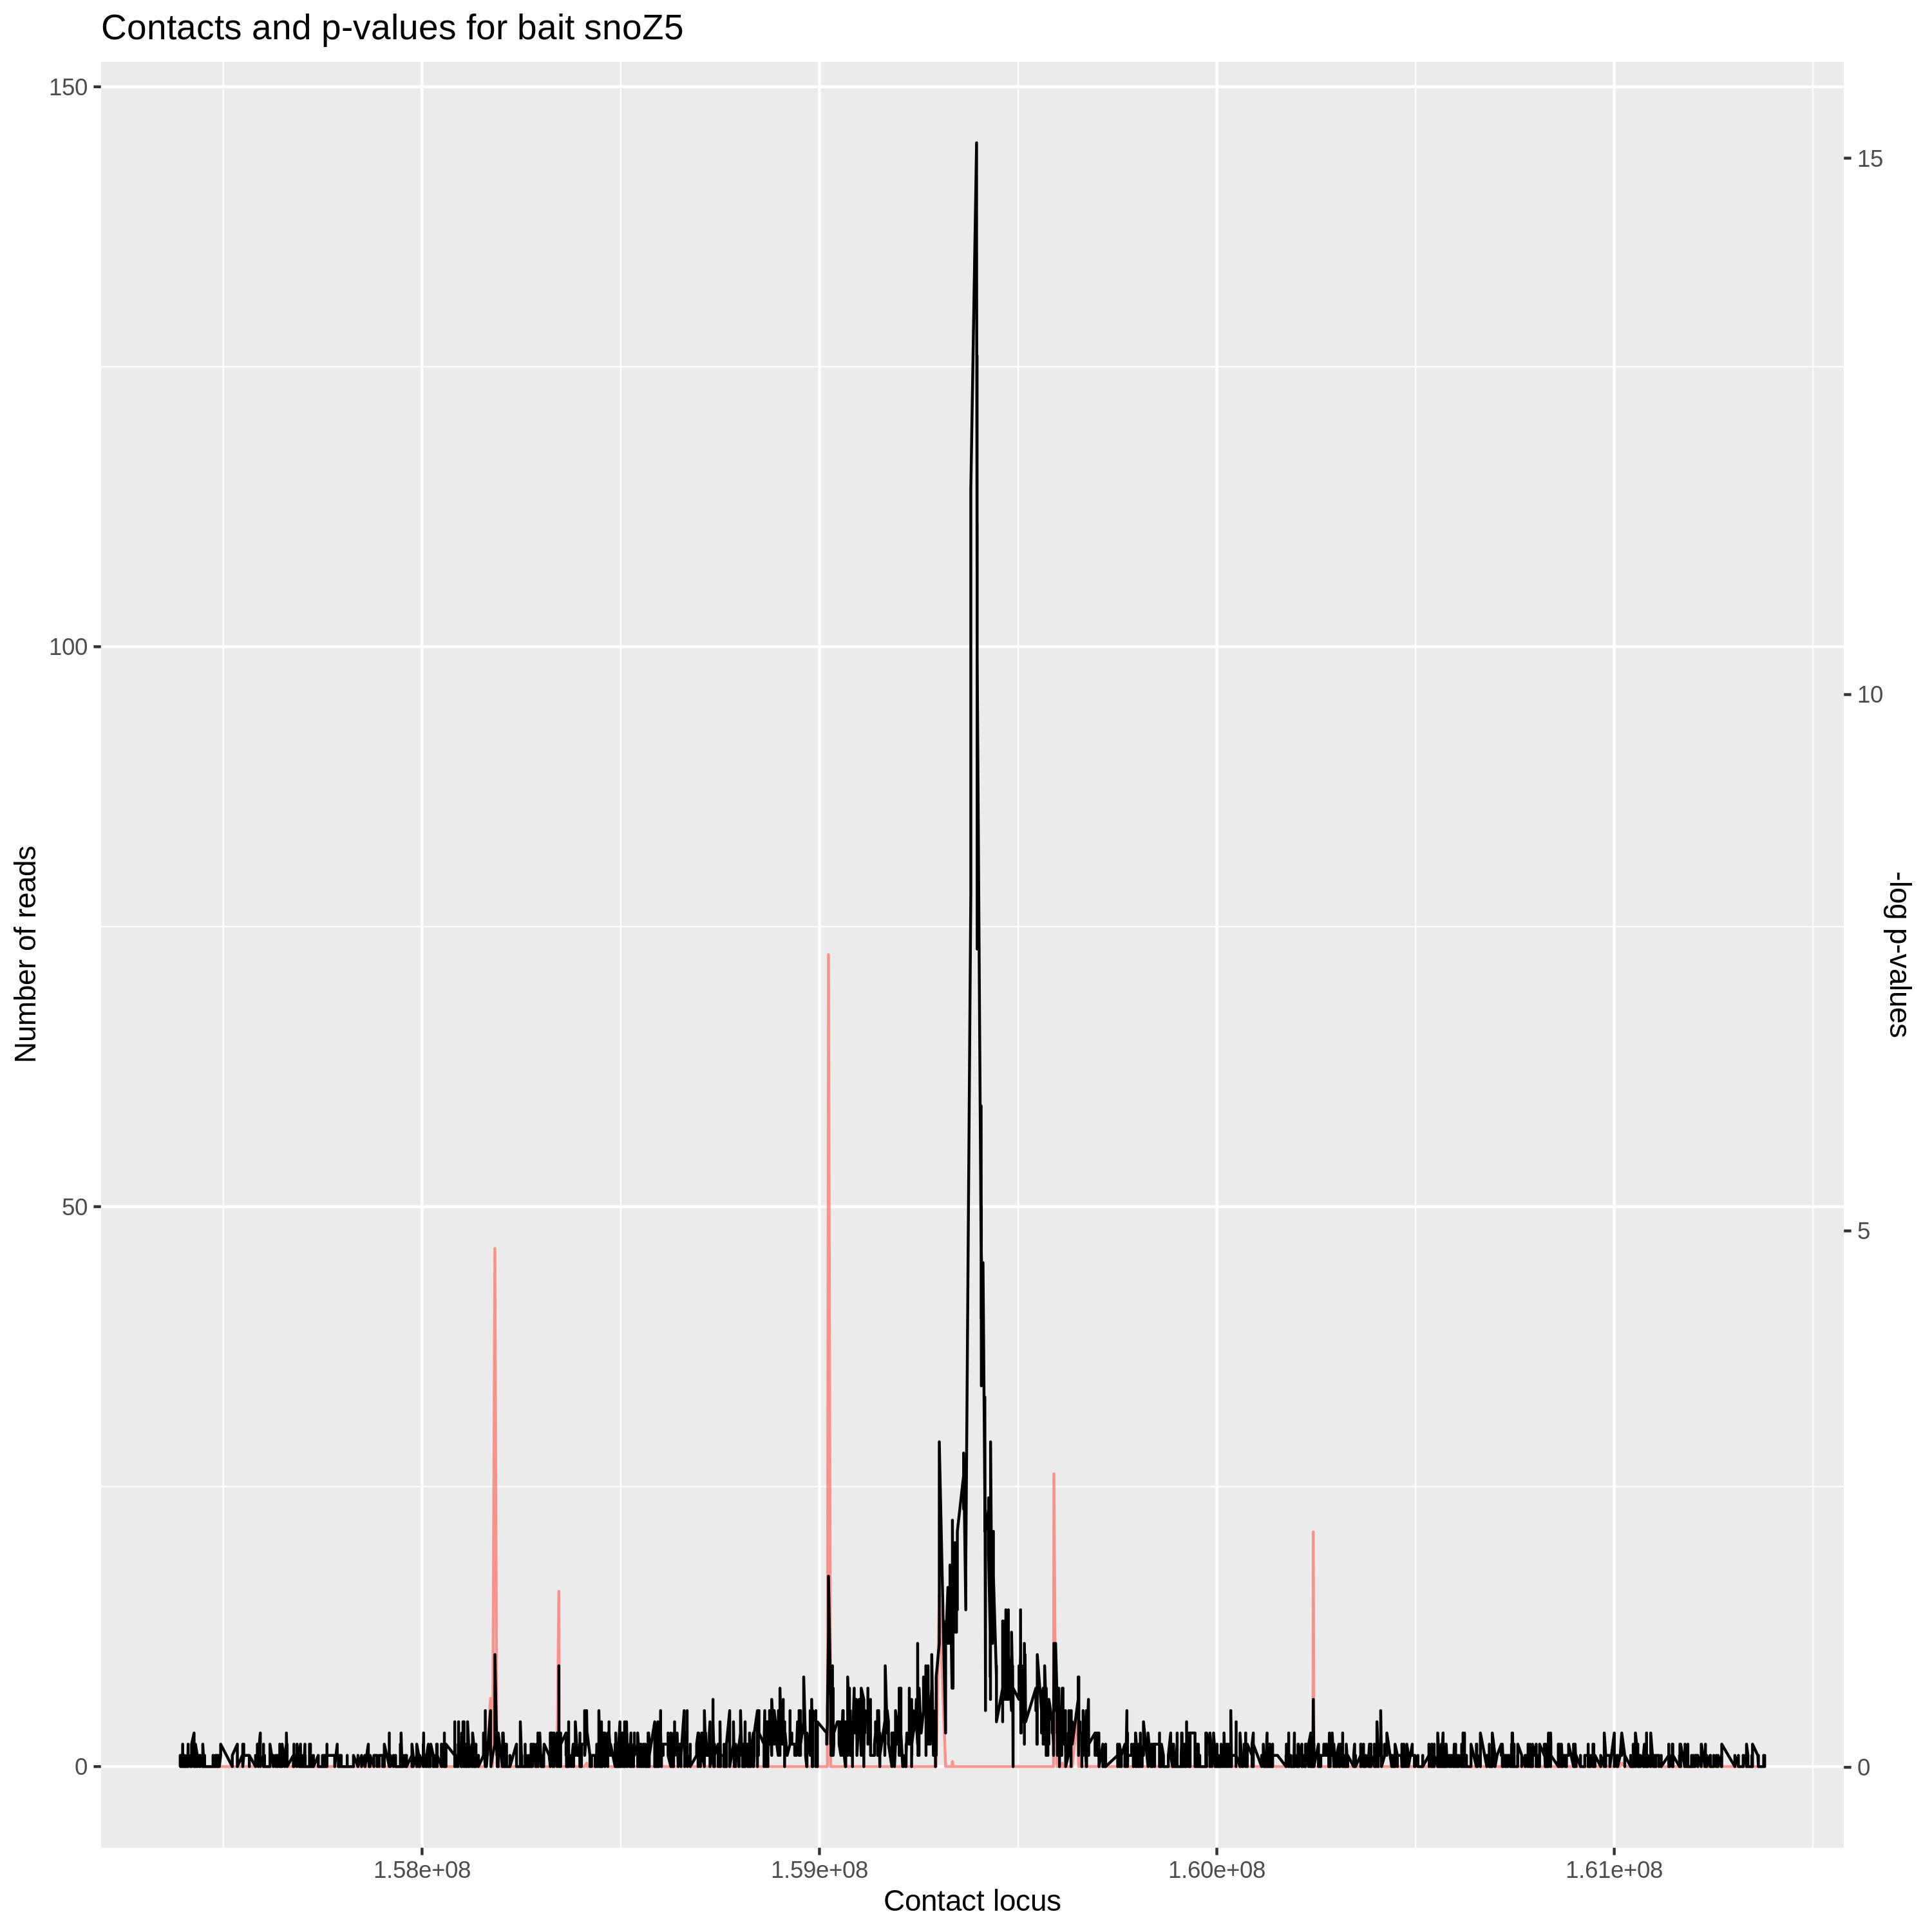 Contacts and p-values for bait snoZ5
150
100
50
0
15
10
5
0
Number of reads
-log p-values
1.58e+08
1.59e+08
1.60e+08
1.61e+08
Contact locus